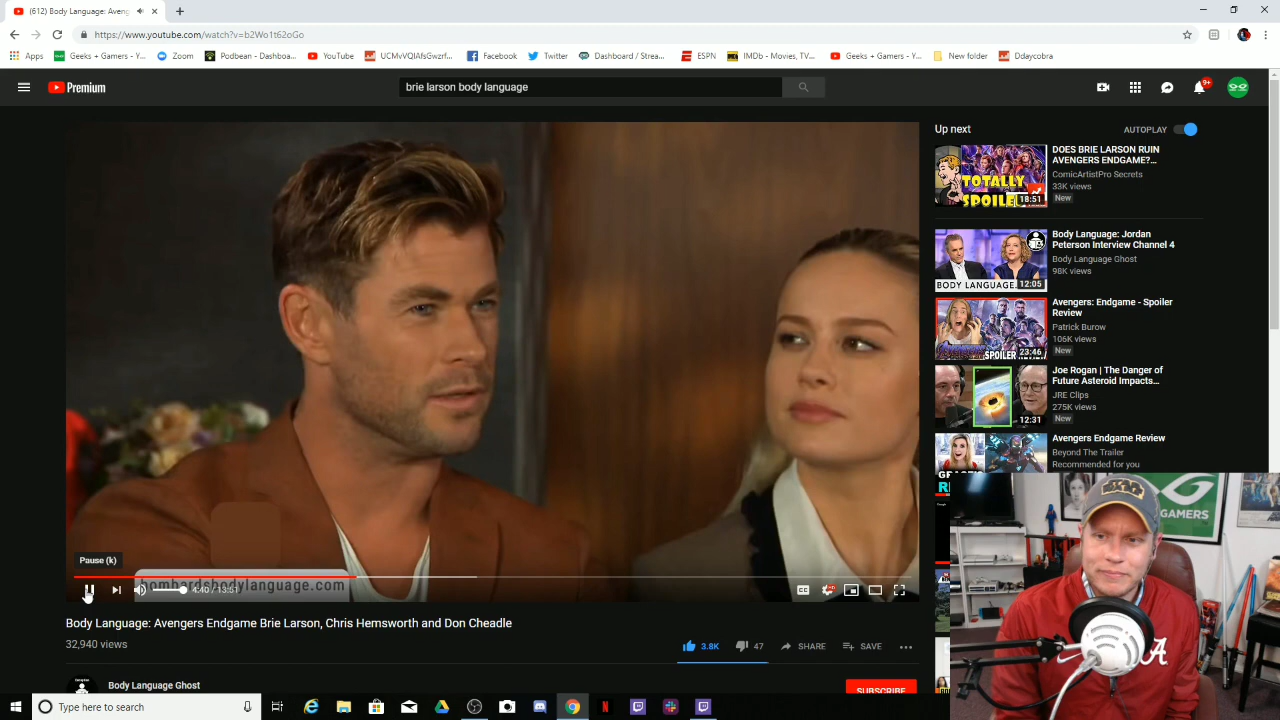 (612) Body Language: Aveng
https://www.youtube.com/watch?v=b2Wo1t62oGo
Apps
Geeks + Gamers - Y...
Zoom
Podbean - Dashboa...
YouTube
UCMvVQIAfsGwzrf...
Facebook
Twitter
Dashboard / Strea...
ESPN
IMDb - Movies, TV...
Geeks + Gamers - Y...
New folder
Ddaycobra
Premium
brie larson body language
9+
Up next
AUTOPLAY
TOTALLY
SPOILE
18:51
DOES BRIE LARSON RUIN
AVENGERS ENDGAME?...
ComicArtistPro Secrets
33K views
New
BODY LANGUAGE
12:05
Body Language: Jordan
Peterson Interview Channel 4
Body Language Ghost
98K views
SPOILER
REVIEW
23:46
Avengers: Endgame - Spoiler
Review
Patrick Burow
106K views
New
12:31
Joe Rogan | The Danger of
Future Asteroid Impacts...
JRE Clips
275K views
New
Avengers Endgame Review
Beyond The Trailer
Recommended for you
GAMERS
A
Pause (k)
bombardsbodylanguage.com
4:40 / 13:51
Body Language: Avengers Endgame Brie Larson, Chris Hemsworth and Don Cheadle
32,940 views
3.8K
47
SHARE
SAVE
Body Language Ghost
SUBSCRIBE
Type here to search